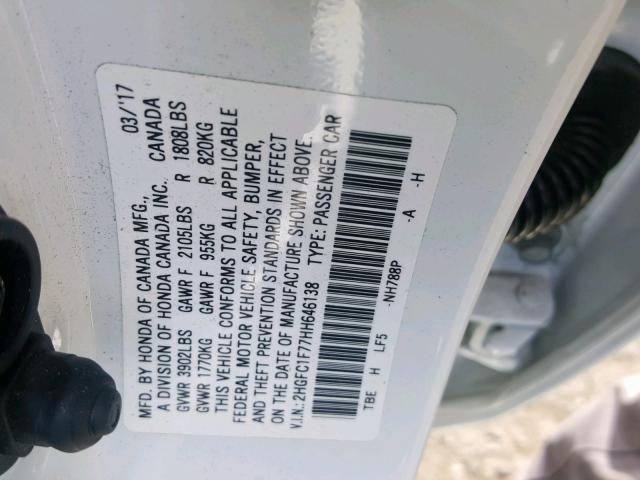 MFD. BY HONDA OF CANADA MFG., 03/'17
A DIVISION OF HONDA CANADA INC. CANADA
GVWR 3902LBS GAWR F 2105LBS R 1808LBS
GVWR 1770KG GAWR F 955KG R 820KG
THIS VEHICLE CONFORMS TO ALL APPLICABLE
FEDERAL MOTOR VEHICLE SAFETY, BUMPER,
AND THEFT PREVENTION STANDARDS IN EFFECT
ON THE DATE OF MANUFACTURE SHOWN ABOVE.
V.I.N.: 2HGFC1F77HH646138 TYPE: PASSENGER CAR
TBE H LF5 -NH788P -A -H